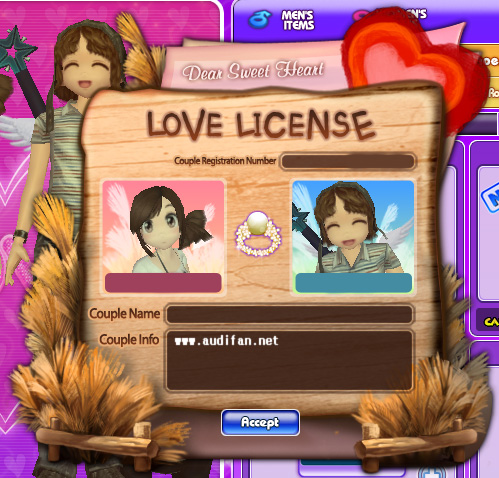 MEN'S
ITEMS
Dear Sweet Heart
LOVE LICENSE
Couple Registration Number
Couple Name
Couple Info
www.audifan.net
Accept